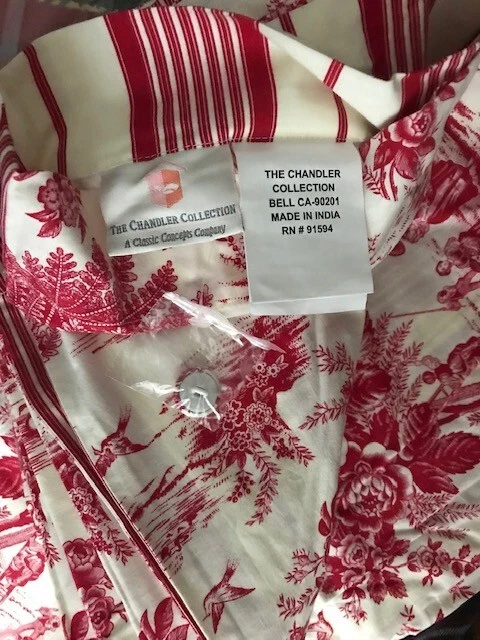 THE CHANDLER COLLECTION
A Classic Concepts Company
THE CHANDLER
COLLECTION
BELL CA-90201
MADE IN INDIA
RN # 91594